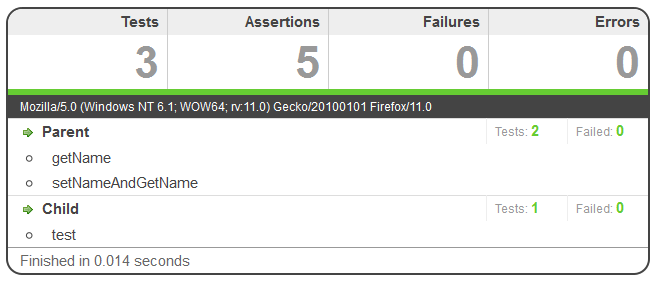 Tests Assertions Failures Errors
3 5 0 0
Mozilla/5.0 (Windows NT 6.1; WOW64; rv:11.0) Gecko/20100101 Firefox/11.0
Parent Tests: 2 Failed: 0
getName
setNameAndGetName
Child Tests: 1 Failed: 0
test
Finished in 0.014 seconds